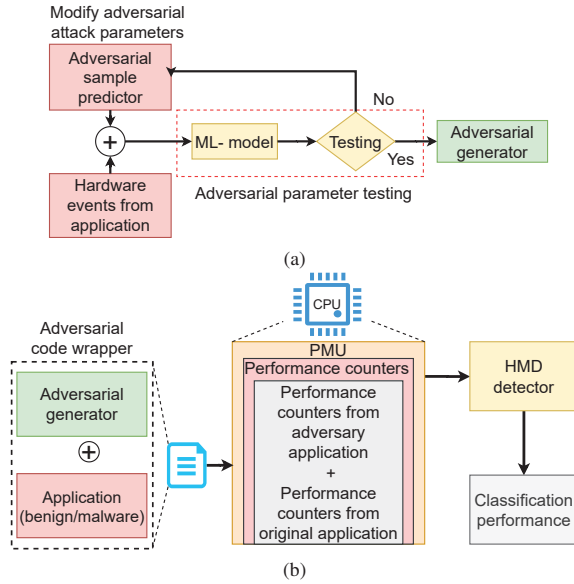 Modify adversarial
attack parameters
Adversarial
sample
predictor
No
+
ML- model
Testing
Yes
Adversarial
generator
Hardware
events from
application
Adversarial parameter testing
(a)
CPU
Adversarial
code wrapper
Adversarial
generator
+
Application
(benign/malware)
PMU
Performance counters
Performance
counters from
adversary
application
+
Performance
counters from
original application
HMD
detector
Classification
performance
(b)